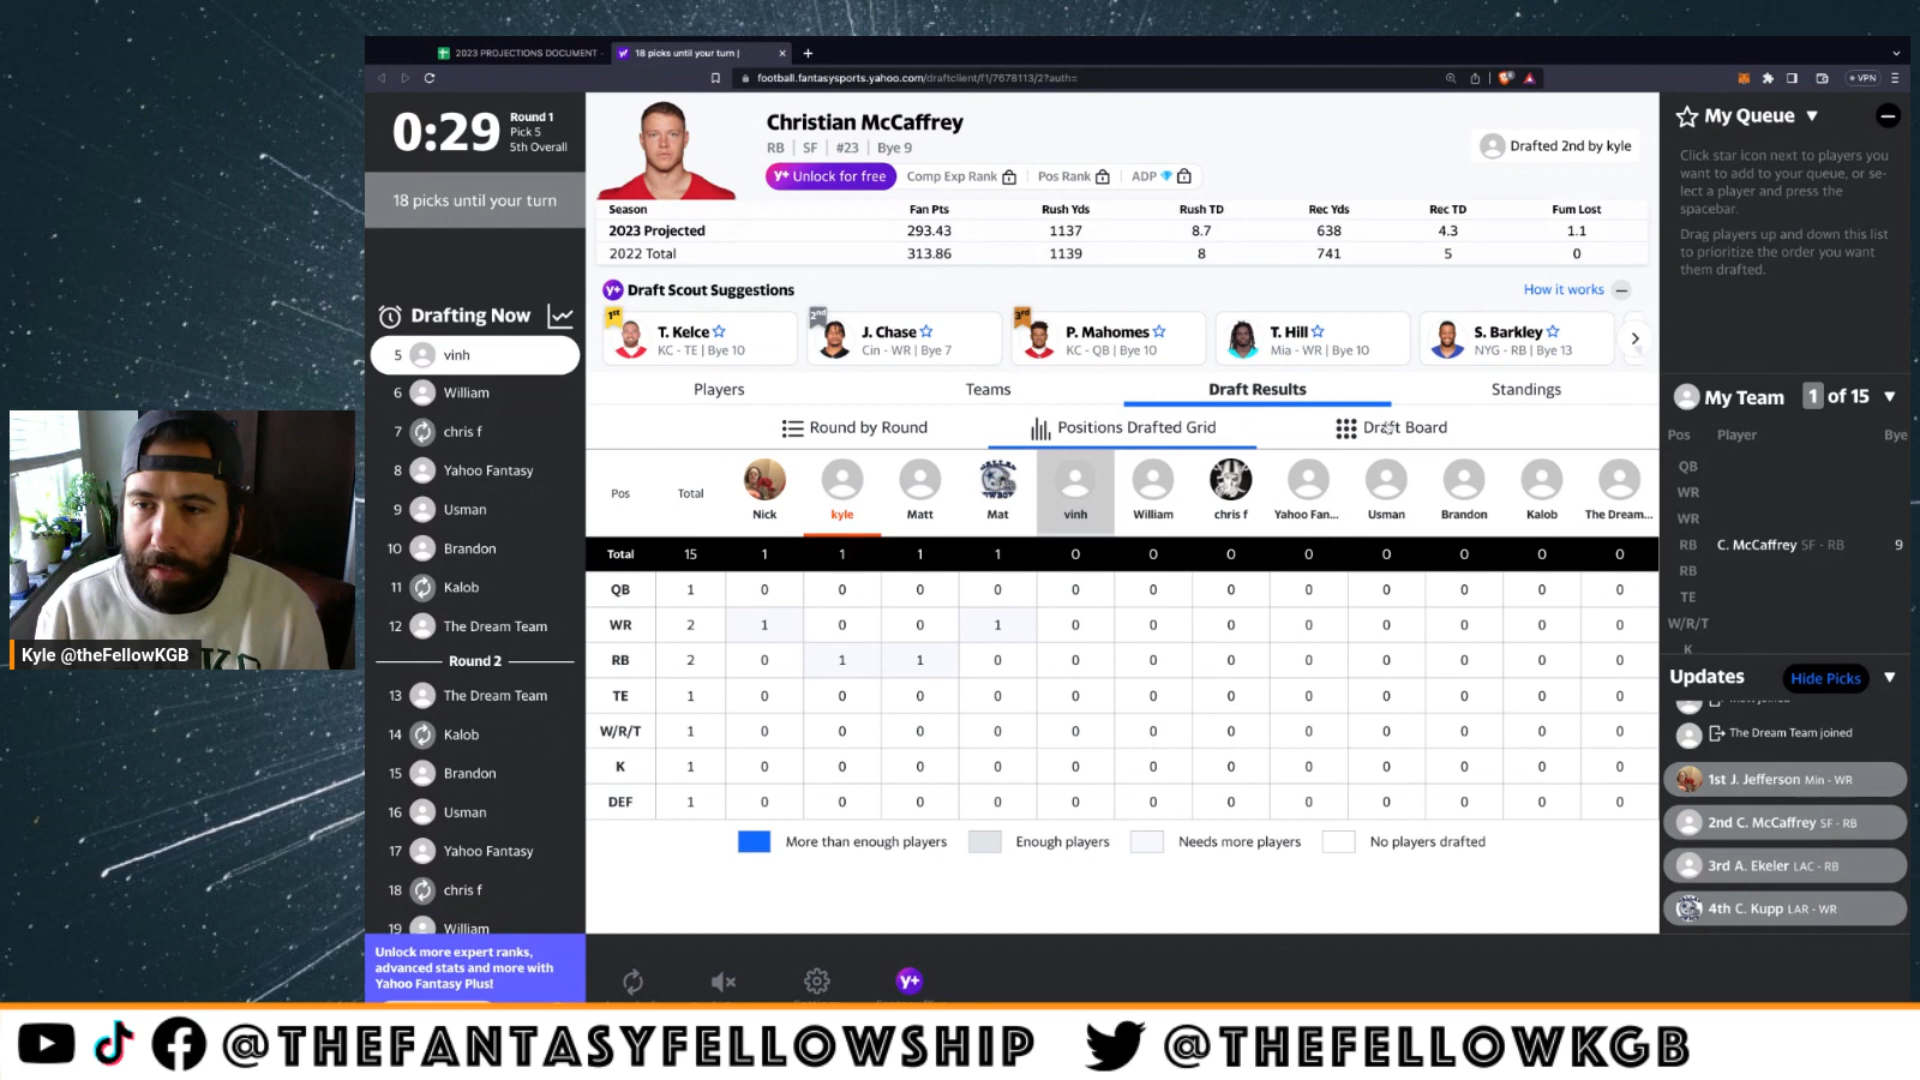 2023 PROJECTIONS DOCUMENT -
18 picks until your turn |
football.fantasysports.yahoo.com/draftclient/f1/7678113/2?auth=
VPN
0:29
Round 1
Pick 5
5th Overall
18 picks until your turn
Drafting Now
5 vinh
6 William
7 chris f
8 Yahoo Fantasy
9 Usman
10 Brandon
11 Kalob
12 The Dream Team
Round 2
13 The Dream Team
14 Kalob
15 Brandon
16 Usman
17 Yahoo Fantasy
18 chris f
19 William
Unlock more expert ranks,
advanced stats and more with
Yahoo Fantasy Plus!
Christian McCaffrey
RB | SF | #23 | Bye 9
y+ Unlock for free Comp Exp Rank | Pos Rank | ADP
Drafted 2nd by kyle
Season Fan Pts Rush Yds Rush TD Rec Yds Rec TD Fum Lost
2023 Projected 293.43 1137 8.7 638 4.3 1.1
2022 Total 313.86 1139 8 741 5 0
y+ Draft Scout Suggestions
How it works
1st T. Kelce
KC - TE | Bye 10
2nd J. Chase
Cin - WR | Bye 7
3rd P. Mahomes
KC - QB | Bye 10
T. Hill
Mia - WR | Bye 10
S. Barkley
NYG - RB | Bye 13
Players Teams Draft Results Standings
Round by Round Positions Drafted Grid Draft Board
Pos Total Nick kyle Matt Mat vinh William chris f Yahoo Fan... Usman Brandon Kalob The Dream...
Total 15 1 1 1 1 0 0 0 0 0 0 0 0
QB 1 0 0 0 0 0 0 0 0 0 0 0 0
WR 2 1 0 0 1 0 0 0 0 0 0 0 0
RB 2 0 1 1 0 0 0 0 0 0 0 0 0
TE 1 0 0 0 0 0 0 0 0 0 0 0 0
W/R/T 1 0 0 0 0 0 0 0 0 0 0 0 0
K 1 0 0 0 0 0 0 0 0 0 0 0 0
DEF 1 0 0 0 0 0 0 0 0 0 0 0 0
More than enough players Enough players Needs more players No players drafted
y+
My Queue
Click star icon next to players you
want to add to your queue, or se-
lect a player and press the
spacebar.
Drag players up and down this list
to prioritize the order you want
them drafted.
My Team 1 of 15
Pos Player Bye
QB
WR
WR
RB C. McCaffrey SF - RB 9
RB
TE
W/R/T
K
Updates Hide Picks
The Dream Team joined
1st J. Jefferson Min - WR
2nd C. McCaffrey SF - RB
3rd A. Ekeler LAC - RB
4th C. Kupp LAR - WR
Kyle @theFellowKGB
@THEFANTASYFELLOWSHIP @THEFELLOWKGB